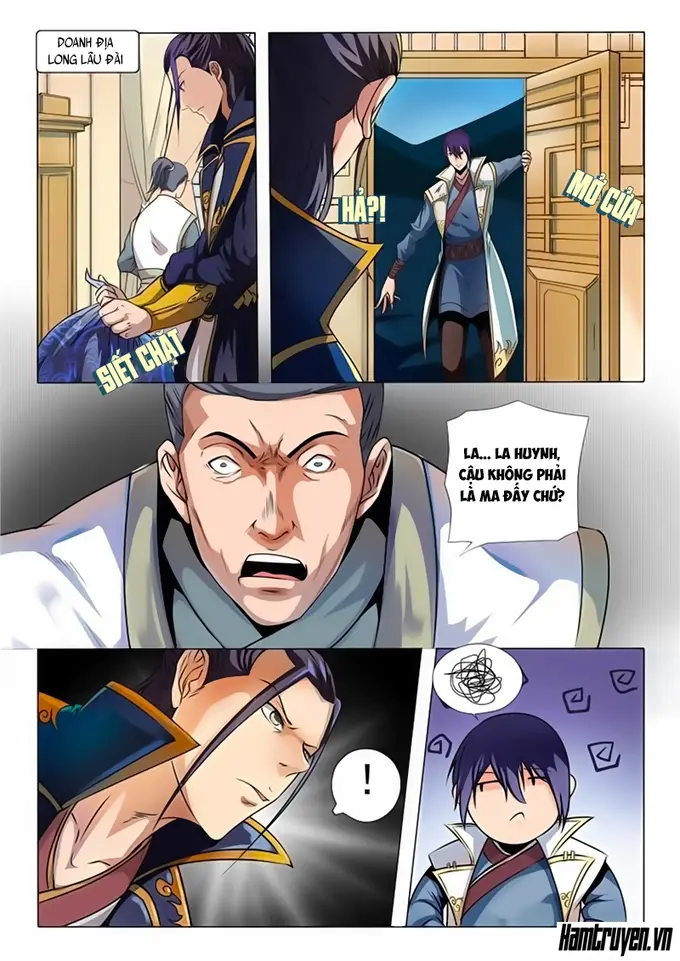 DOANH ĐỊA
LONG LÂU ĐÀI
SIẾT CHẶT
HẢ?!
MỞ CỬA
LA... LA HUYNH,
CẬU KHÔNG PHẢI
LÀ MA ĐẤY CHỨ?
!
Hamtruyen.vn